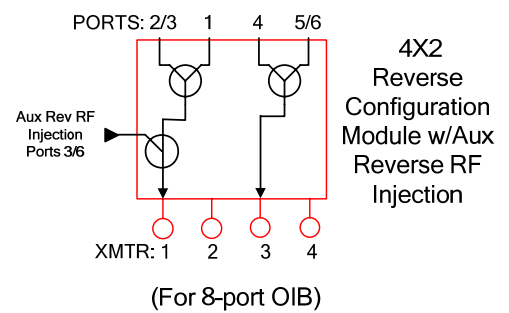 PORTS: 2/3 1 4 5/6
4X2
Reverse
Configuration
Module w/Aux
Reverse RF
Injection
Aux Rev RF
Injection
Ports 3/6
XMTR: 1 2 3 4
(For 8-port OIB)